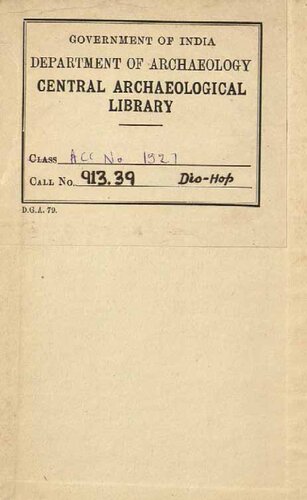 GOVERNMENT OF INDIA
DEPARTMENT OF ARCHAEOLOGY
CENTRAL ARCHAEOLOGICAL
LIBRARY
CLASS ACC No 1327
CALL No. 913.39 Dio-Hop
D.G.A. 79.